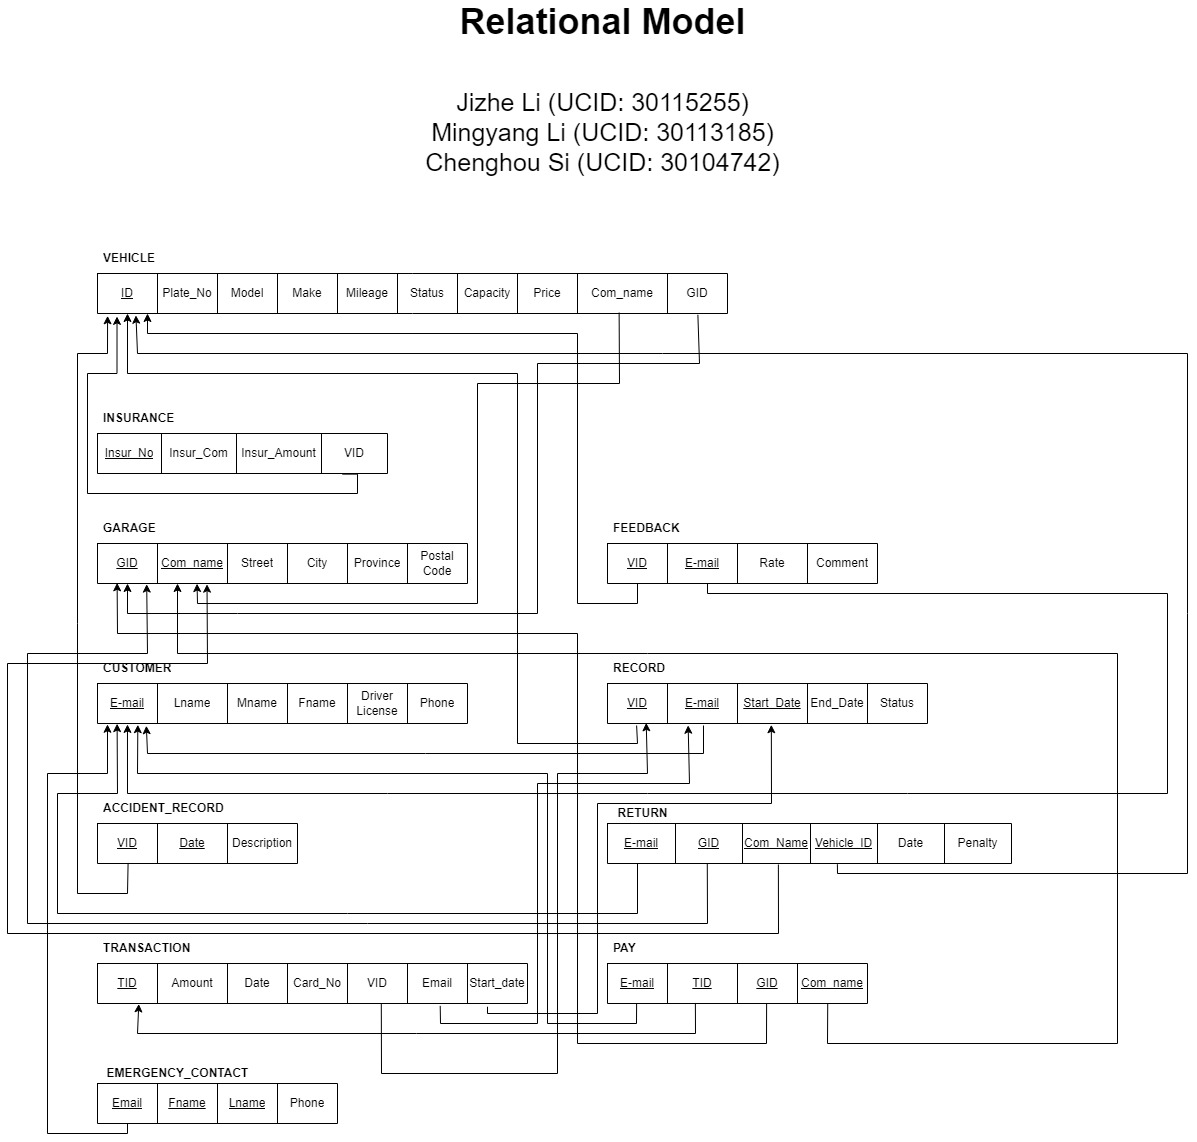 Relational Model
Jizhe Li (UCID: 30115255)
Mingyang Li (UCID: 30113185)
Chenghou Si (UCID: 30104742)
VEHICLE
ID Plate_No Model Make Mileage Status Capacity Price Com_name GID
INSURANCE
Insur_No Insur_Com Insur_Amount VID
GARAGE
GID Com_name Street City Province Postal Code
FEEDBACK
VID E-mail Rate Comment
CUSTOMER
E-mail Lname Mname Fname Driver License Phone
RECORD
VID E-mail Start_Date End_Date Status
ACCIDENT_RECORD
VID Date Description
RETURN
E-mail GID Com_Name Vehicle_ID Date Penalty
TRANSACTION
TID Amount Date Card_No VID Email Start_date
PAY
E-mail TID GID Com_name
EMERGENCY_CONTACT
Email Fname Lname Phone